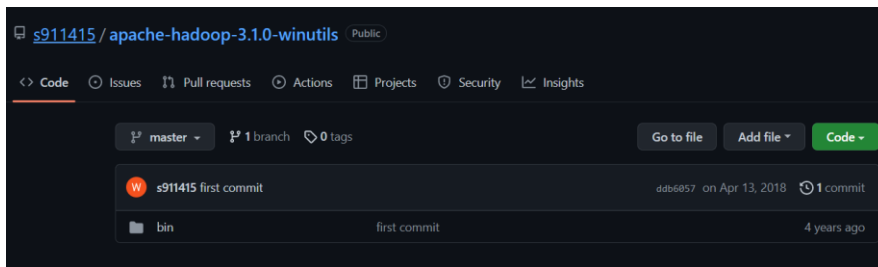 s911415 / apache-hadoop-3.1.0-winutils Public
<> Code Issues Pull requests Actions Projects Security Insights
master 1 branch 0 tags Go to file Add file Code
W s911415 first commit ddb6057 on Apr 13, 2018 1 commit
bin first commit 4 years ago